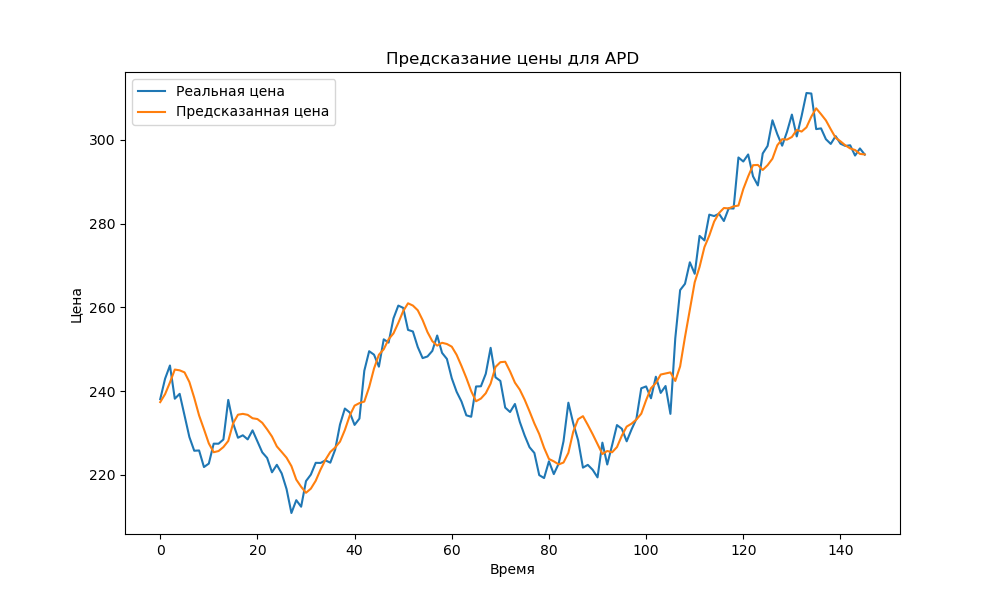 Предсказание цены для APD
Реальная цена
Предсказанная цена
Цена
300
280
260
240
220
0 20 40 60 80 100 120 140
Время